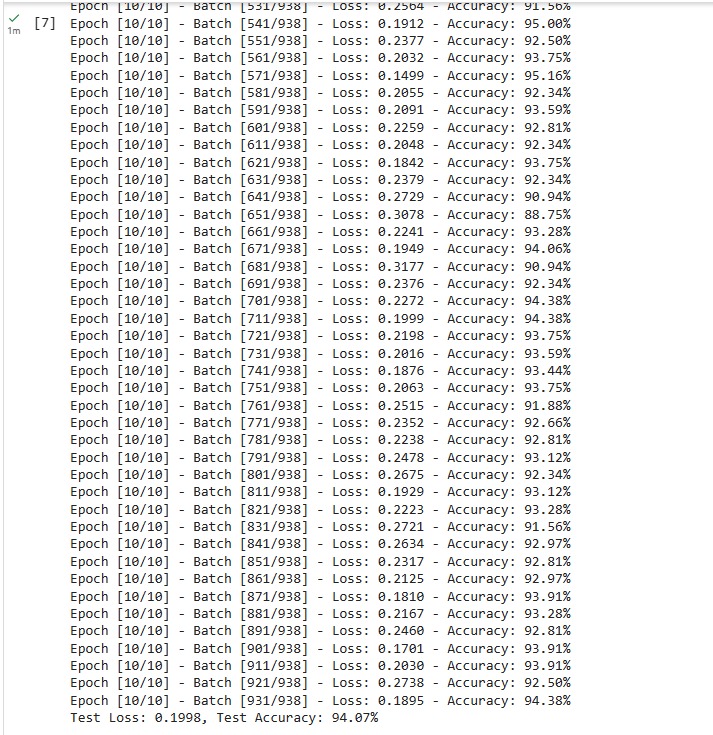 Epoch [10/10] - Batch [531/938] - Loss: 0.2564 - Accuracy: 91.56%
[7] Epoch [10/10] - Batch [541/938] - Loss: 0.1912 - Accuracy: 95.00%
1m Epoch [10/10] - Batch [551/938] - Loss: 0.2377 - Accuracy: 92.50%
Epoch [10/10] - Batch [561/938] - Loss: 0.2032 - Accuracy: 93.75%
Epoch [10/10] - Batch [571/938] - Loss: 0.1499 - Accuracy: 95.16%
Epoch [10/10] - Batch [581/938] - Loss: 0.2055 - Accuracy: 92.34%
Epoch [10/10] - Batch [591/938] - Loss: 0.2091 - Accuracy: 93.59%
Epoch [10/10] - Batch [601/938] - Loss: 0.2259 - Accuracy: 92.81%
Epoch [10/10] - Batch [611/938] - Loss: 0.2048 - Accuracy: 92.34%
Epoch [10/10] - Batch [621/938] - Loss: 0.1842 - Accuracy: 93.75%
Epoch [10/10] - Batch [631/938] - Loss: 0.2379 - Accuracy: 92.34%
Epoch [10/10] - Batch [641/938] - Loss: 0.2729 - Accuracy: 90.94%
Epoch [10/10] - Batch [651/938] - Loss: 0.3078 - Accuracy: 88.75%
Epoch [10/10] - Batch [661/938] - Loss: 0.2241 - Accuracy: 93.28%
Epoch [10/10] - Batch [671/938] - Loss: 0.1949 - Accuracy: 94.06%
Epoch [10/10] - Batch [681/938] - Loss: 0.3177 - Accuracy: 90.94%
Epoch [10/10] - Batch [691/938] - Loss: 0.2376 - Accuracy: 92.34%
Epoch [10/10] - Batch [701/938] - Loss: 0.2272 - Accuracy: 94.38%
Epoch [10/10] - Batch [711/938] - Loss: 0.1999 - Accuracy: 94.38%
Epoch [10/10] - Batch [721/938] - Loss: 0.2198 - Accuracy: 93.75%
Epoch [10/10] - Batch [731/938] - Loss: 0.2016 - Accuracy: 93.59%
Epoch [10/10] - Batch [741/938] - Loss: 0.1876 - Accuracy: 93.44%
Epoch [10/10] - Batch [751/938] - Loss: 0.2063 - Accuracy: 93.75%
Epoch [10/10] - Batch [761/938] - Loss: 0.2515 - Accuracy: 91.88%
Epoch [10/10] - Batch [771/938] - Loss: 0.2352 - Accuracy: 92.66%
Epoch [10/10] - Batch [781/938] - Loss: 0.2238 - Accuracy: 92.81%
Epoch [10/10] - Batch [791/938] - Loss: 0.2478 - Accuracy: 93.12%
Epoch [10/10] - Batch [801/938] - Loss: 0.2675 - Accuracy: 92.34%
Epoch [10/10] - Batch [811/938] - Loss: 0.1929 - Accuracy: 93.12%
Epoch [10/10] - Batch [821/938] - Loss: 0.2223 - Accuracy: 93.28%
Epoch [10/10] - Batch [831/938] - Loss: 0.2721 - Accuracy: 91.56%
Epoch [10/10] - Batch [841/938] - Loss: 0.2634 - Accuracy: 92.97%
Epoch [10/10] - Batch [851/938] - Loss: 0.2317 - Accuracy: 92.81%
Epoch [10/10] - Batch [861/938] - Loss: 0.2125 - Accuracy: 92.97%
Epoch [10/10] - Batch [871/938] - Loss: 0.1810 - Accuracy: 93.91%
Epoch [10/10] - Batch [881/938] - Loss: 0.2167 - Accuracy: 93.28%
Epoch [10/10] - Batch [891/938] - Loss: 0.2460 - Accuracy: 92.81%
Epoch [10/10] - Batch [901/938] - Loss: 0.1701 - Accuracy: 93.91%
Epoch [10/10] - Batch [911/938] - Loss: 0.2030 - Accuracy: 93.91%
Epoch [10/10] - Batch [921/938] - Loss: 0.2738 - Accuracy: 92.50%
Epoch [10/10] - Batch [931/938] - Loss: 0.1895 - Accuracy: 94.38%
Test Loss: 0.1998, Test Accuracy: 94.07%